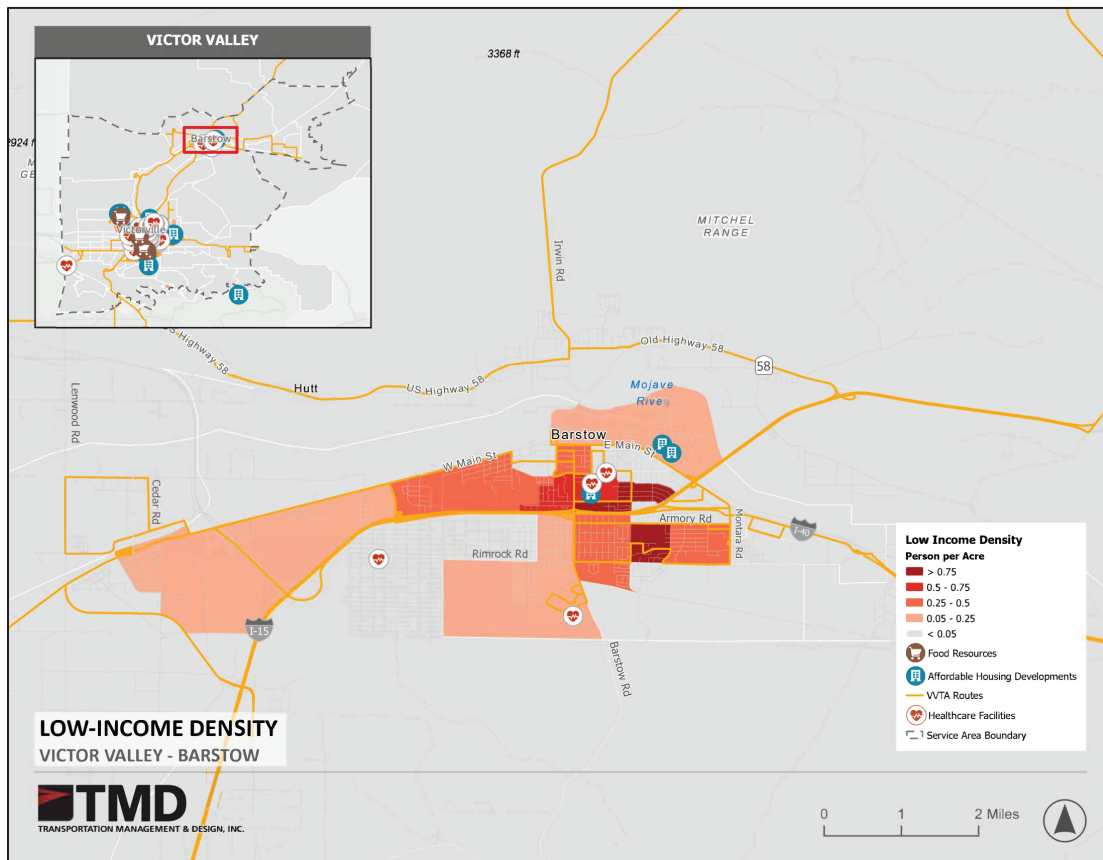 VICTOR VALLEY
3368 ft
Barstow
Victorville
MITCHEL
RANGE
Irwin Rd
Old Highway 58
58
US Highway 58
Hutt
US Highway 58
Mojave
River
Lenwood Rd
Barstow
E Main St
W Main St
Cedar Rd
Armory Rd
Montara Rd
I-40
Rimrock Rd
I-15
Barstow Rd
Low Income Density
Person per Acre
> 0.75
0.5 - 0.75
0.25 - 0.5
0.05 - 0.25
< 0.05
Food Resources
Affordable Housing Developments
VVTA Routes
Healthcare Facilities
Service Area Boundary
LOW-INCOME DENSITY
VICTOR VALLEY - BARSTOW
TMD
TRANSPORTATION MANAGEMENT & DESIGN, INC.
0 1 2 Miles